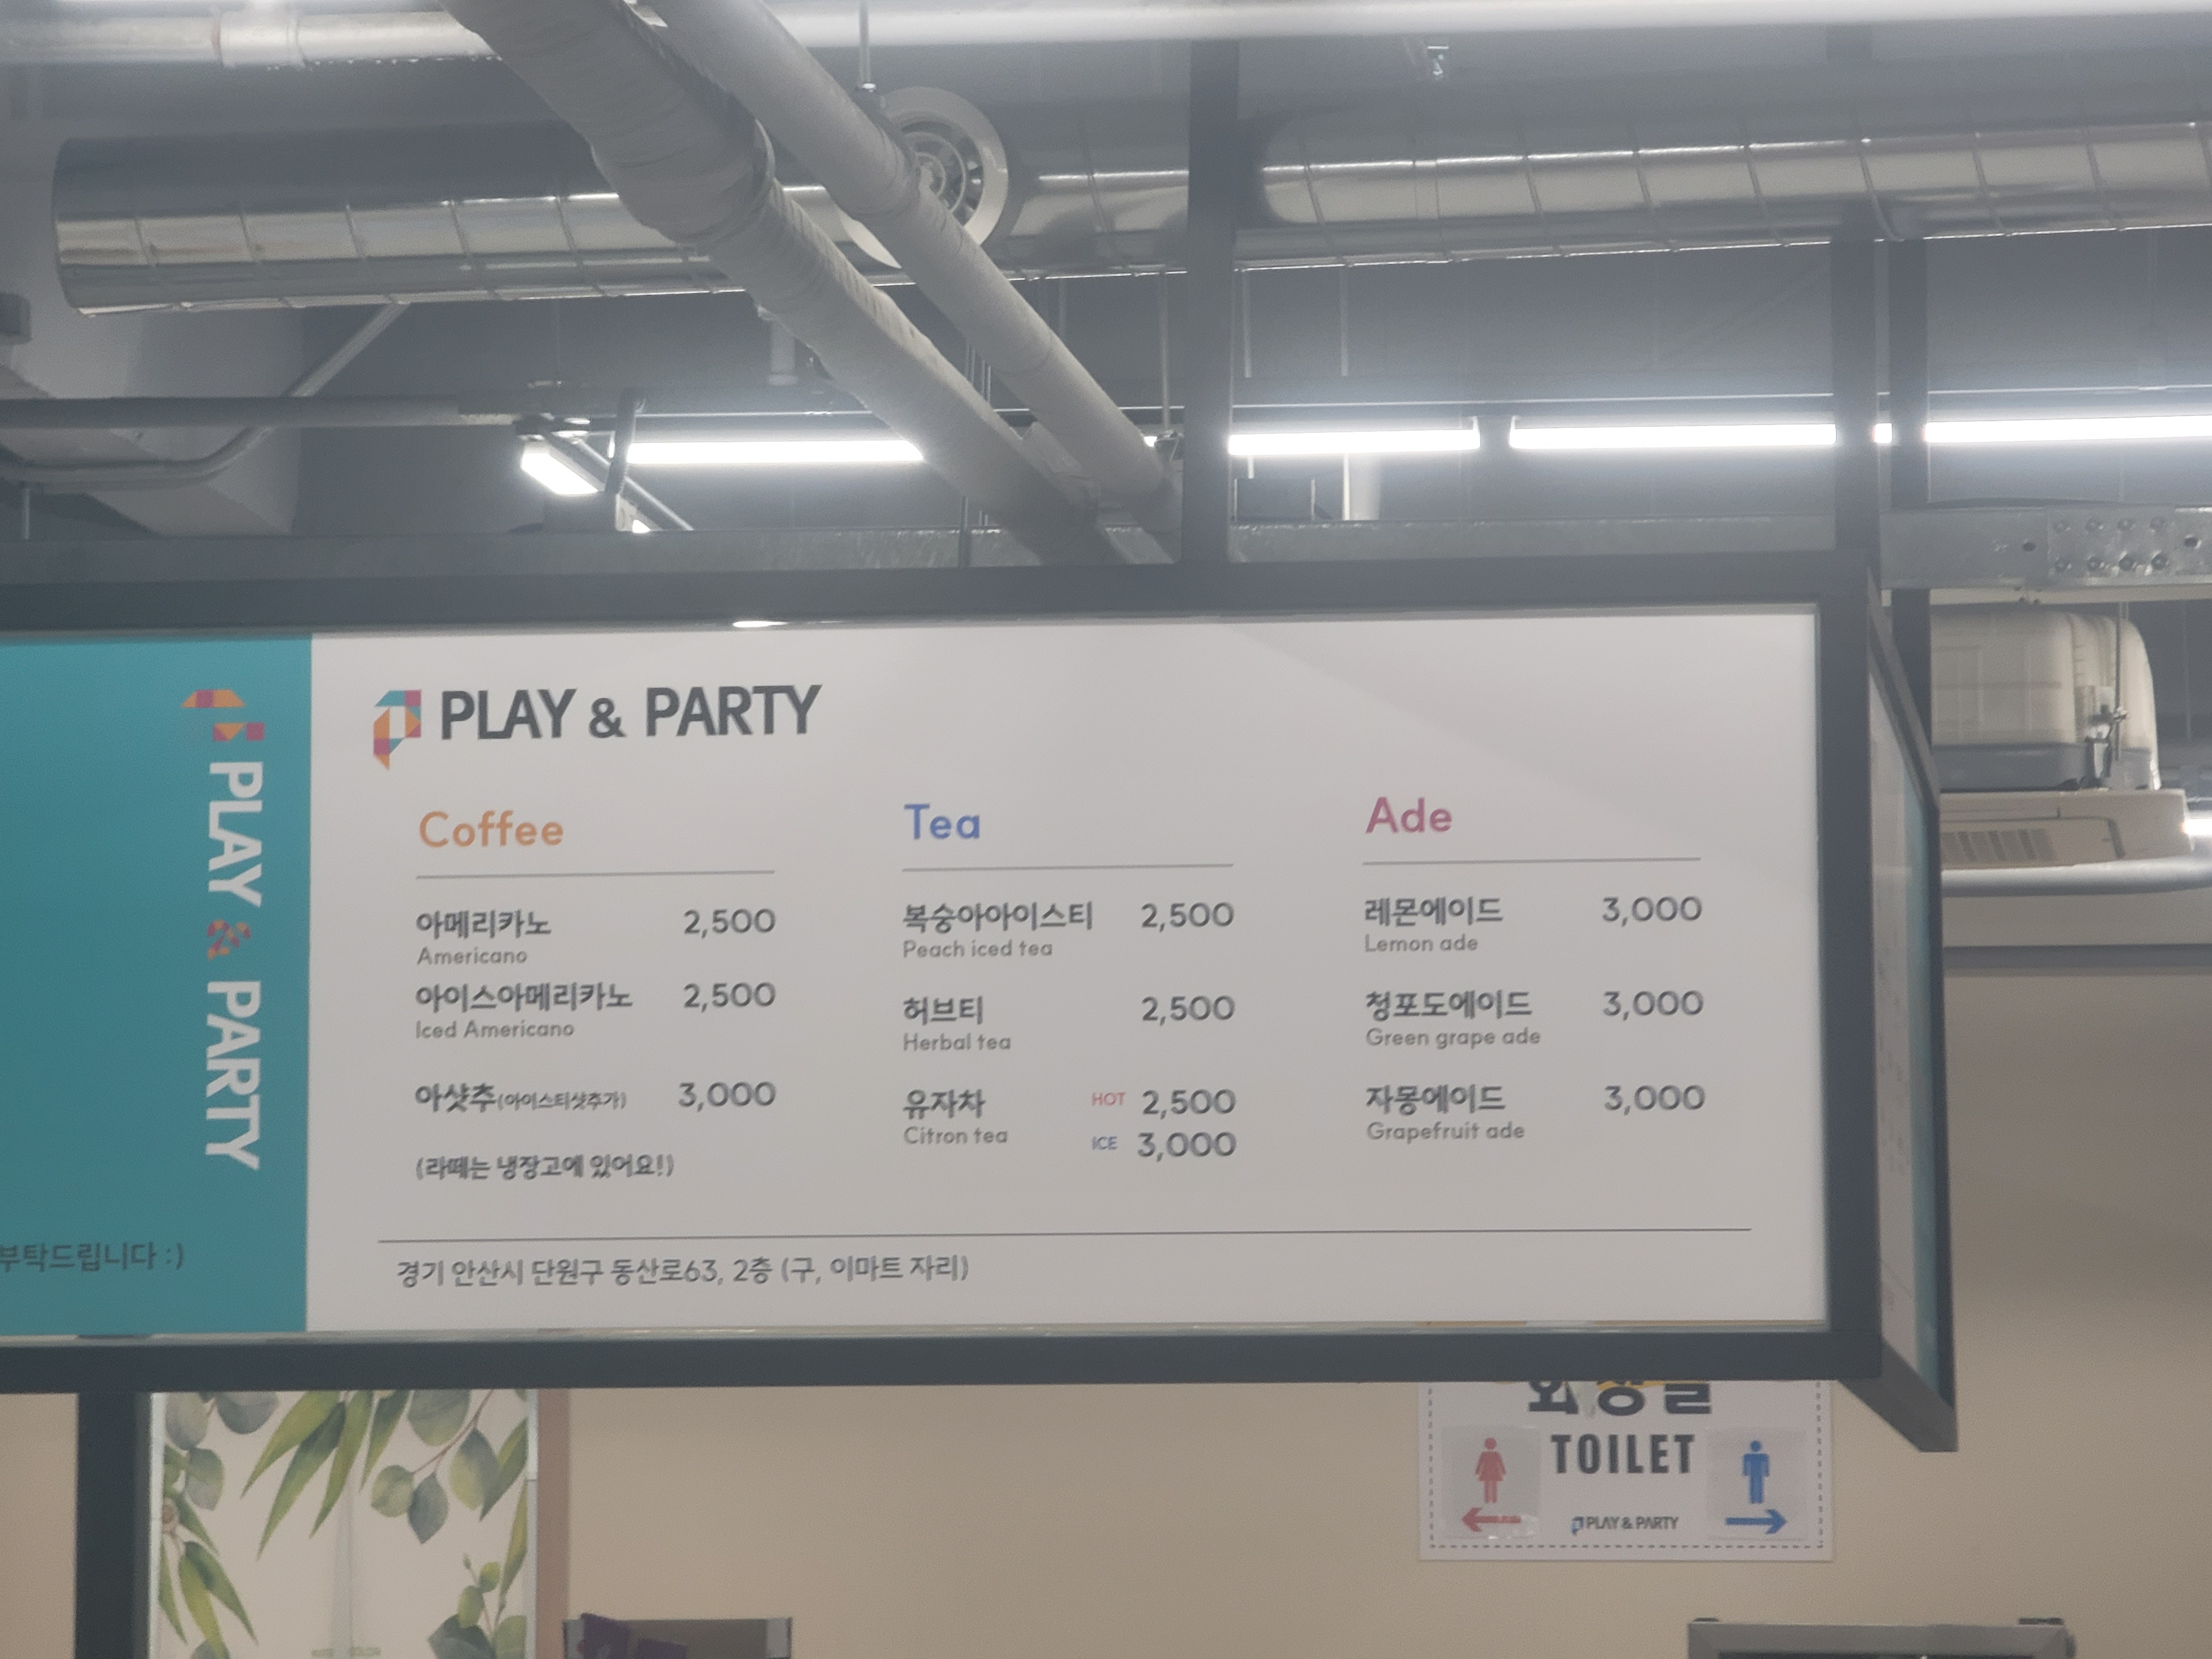 PLAY & PARTY
부탁드립니다 :)
PLAY & PARTY
Coffee
아메리카노 2,500
Americano
아이스아메리카노 2,500
Iced Americano
아샷추(아이스티샷추가) 3,000
(라떼는 냉장고에 있어요!)
Tea
복숭아아이스티 2,500
Peach iced tea
허브티 2,500
Herbal tea
유자차 HOT 2,500
Citron tea ICE 3,000
Ade
레몬에이드 3,000
Lemon ade
청포도에이드 3,000
Green grape ade
자몽에이드 3,000
Grapefruit ade
경기 안산시 단원구 동산로63, 2층 (구, 이마트 자리)
화장실
TOILET
PLAY & PARTY